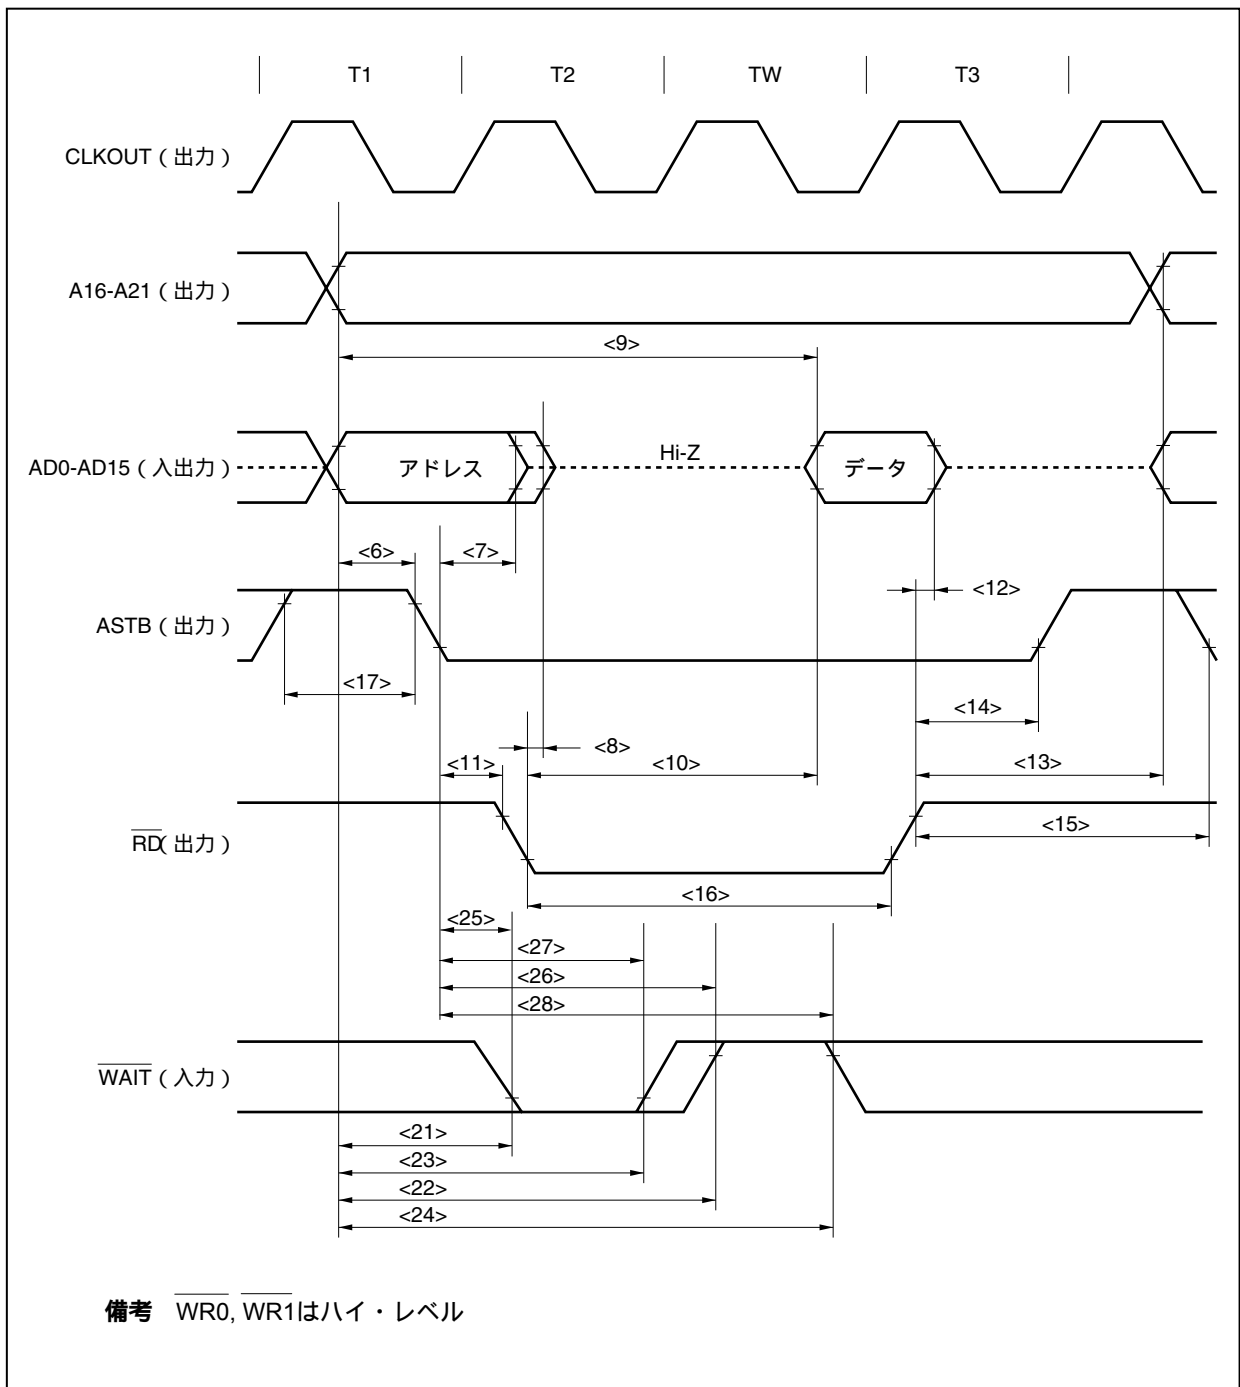 T1 T2 TW T3
CLKOUT（出力）
A16-A21（出力）
<9>
AD0-AD15（入出力） アドレス Hi-Z データ
<6> <7>
<12>
ASTB（出力）
<17>
<14>
<8>
<11> <10> <13>
RD（出力）
<15>
<16>
<25>
<27>
<26>
<28>
WAIT（入力）
<21>
<23>
<22>
<24>
備考 WR0, WR1はハイ・レベル